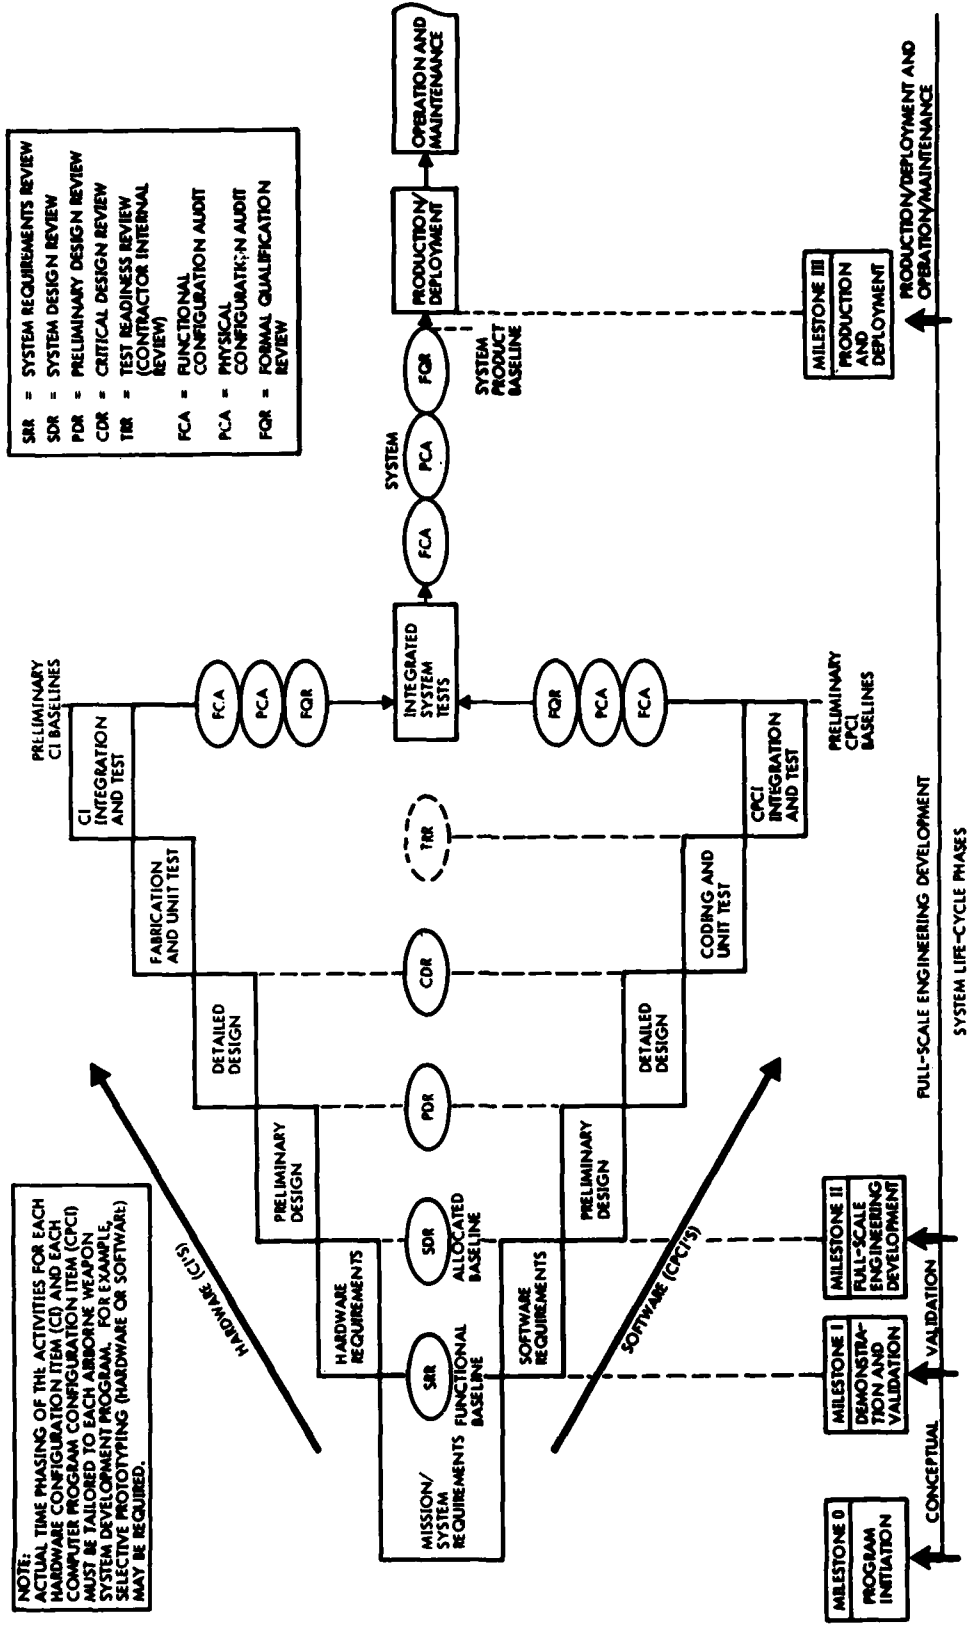 NOTE:
ACTUAL TIME PHASING OF THE ACTIVITIES FOR EACH
HARDWARE CONFIGURATION ITEM (CI) AND EACH
COMPUTER PROGRAM CONFIGURATION ITEM (CPCI)
MUST BE TAILORED TO EACH AIRBORNE WEAPON
SYSTEM DEVELOPMENT PROGRAM. FOR EXAMPLE,
SELECTIVE PROTOTYPING (HARDWARE OR SOFTWARE)
MAY BE REQUIRED.
SRR = SYSTEM REQUIREMENTS REVIEW
SDR = SYSTEM DESIGN REVIEW
PDR = PRELIMINARY DESIGN REVIEW
CDR = CRITICAL DESIGN REVIEW
TRR = TEST READINESS REVIEW
(CONTRACTOR INTERNAL
REVIEW)
FCA = FUNCTIONAL
CONFIGURATION AUDIT
PCA = PHYSICAL
CONFIGURATION AUDIT
FQR = FORMAL QUALIFICATION
REVIEW
HARDWARE (CI'S)
PRELIMINARY
CI BASELINES
CI
INTEGRATION
AND TEST
FABRICATION
AND UNIT TEST
DETAILED
DESIGN
PRELIMINARY
DESIGN
HARDWARE
REQUIREMENTS
FCA
PCA
FQR
MISSION/
SYSTEM
REQUIREMENTS
SRR
FUNCTIONAL
BASELINE
SDR
ALLOCATED
BASELINE
PDR
CDR
TRR
INTEGRATED
SYSTEM
TESTS
SYSTEM
FCA
PCA
FQR
SYSTEM
PRODUCT
BASELINE
PRODUCTION/
DEPLOYMENT
OPERATION AND
MAINTENANCE
SOFTWARE
REQUIREMENTS
PRELIMINARY
DESIGN
DETAILED
DESIGN
CODING AND
UNIT TEST
CPCI
INTEGRATION
AND TEST
FQR
PCA
FCA
PRELIMINARY
CPCI
BASELINES
SOFTWARE (CPCI'S)
MILESTONE 0
PROGRAM
INITIATION
MILESTONE I
DEMONSTRA-
TION AND
VALIDATION
MILESTONE II
FULL-SCALE
ENGINEERING
DEVELOPMENT
MILESTONE III
PRODUCTION
AND
DEPLOYMENT
CONCEPTUAL
VALIDATION
FULL-SCALE ENGINEERING DEVELOPMENT
PRODUCTION/DEPLOYMENT AND
OPERATION/MAINTENANCE
SYSTEM LIFE-CYCLE PHASES